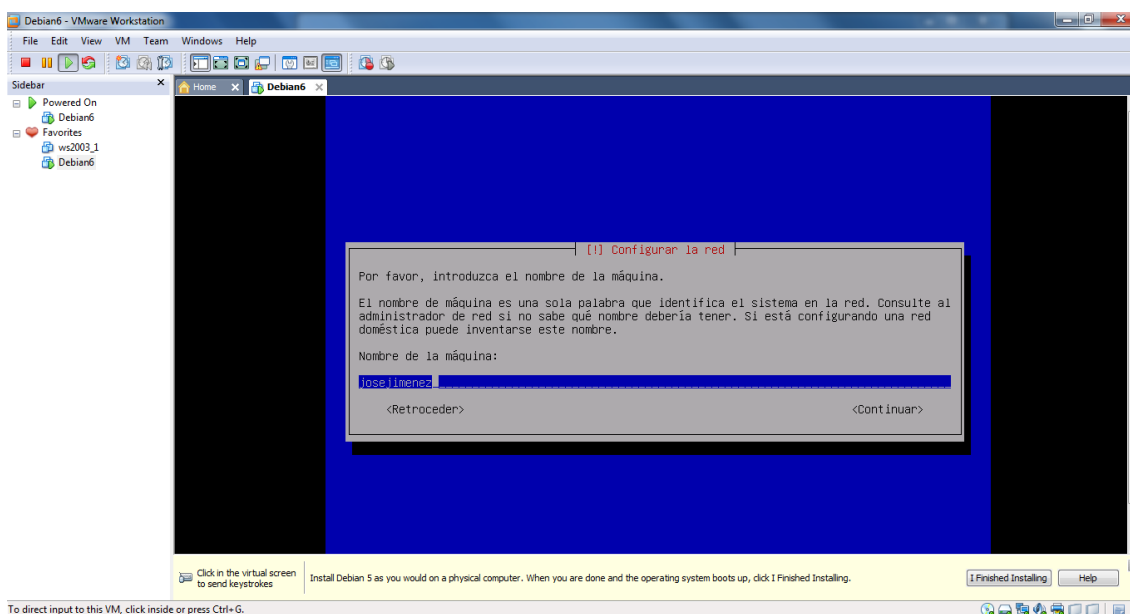 Debian6 - VMware Workstation
File Edit View VM Team Windows Help
Sidebar
Home
Debian6
Powered On
Debian6
Favorites
ws2003_1
Debian6
[!] Configurar la red
Por favor, introduzca el nombre de la máquina.
El nombre de máquina es una sola palabra que identifica el sistema en la red. Consulte al
administrador de red si no sabe qué nombre debería tener. Si está configurando una red
doméstica puede inventarse este nombre.
Nombre de la máquina:
josejimenez
<Retroceder> <Continuar>
Click in the virtual screen
to send keystrokes
Install Debian 5 as you would on a physical computer. When you are done and the operating system boots up, click I Finished Installing.
I Finished Installing
Help
To direct input to this VM, click inside or press Ctrl+G.